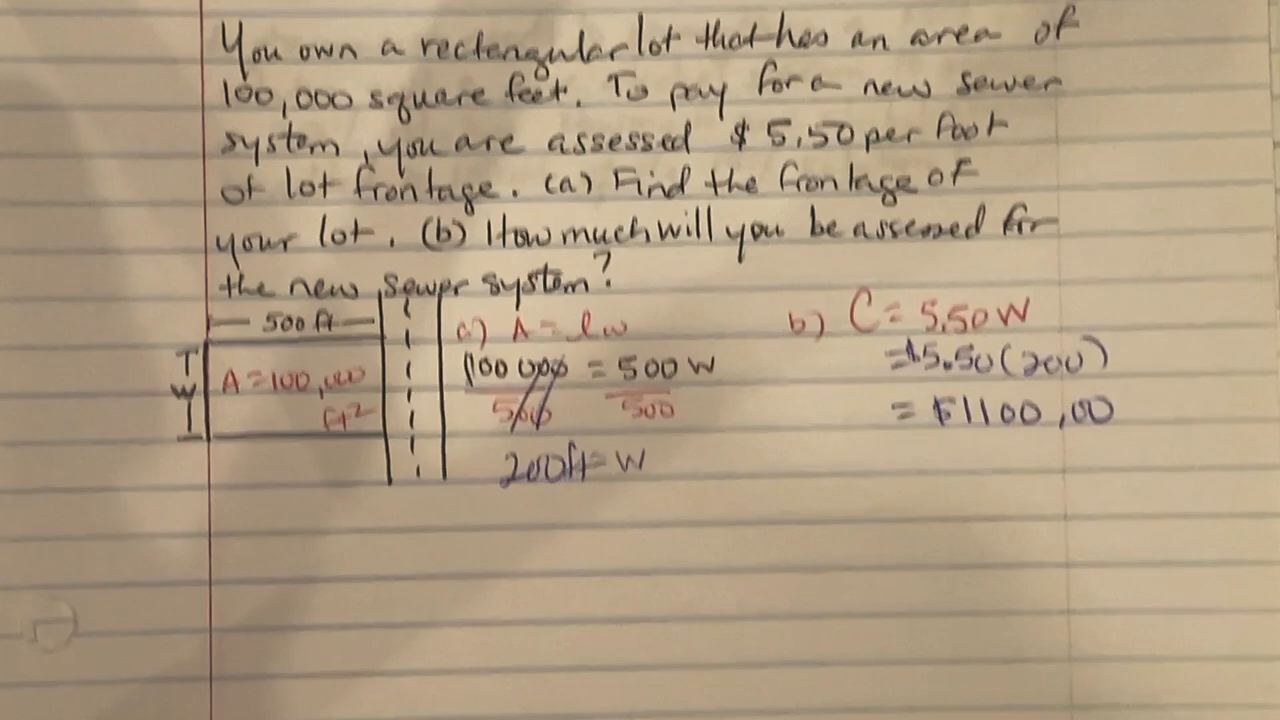 You own a rectangular lot that has an area of
100,000 square feet. To pay for a new sewer
system, you are assessed $5.50 per foot
of lot frontage. (a) Find the frontage of
your lot. (b) How much will you be assessed for
the new sewer system?
500 ft
W
A = 100,000
ft²
a) A = lw
100000 = 500 W
500 500
200ft = W
b) C = 5.50 W
= $5.50 (200)
= $1100.00